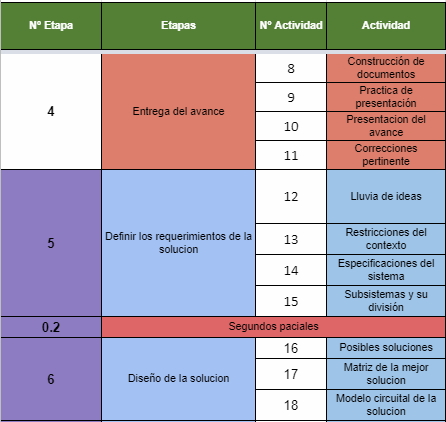 Nº Etapa Etapas Nº Actividad Actividad
4 Entrega del avance
8 Construcción de
documentos
9 Practica de
presentación
10 Presentacion del
avance
11 Correcciones
pertinente
5 Definir los requerimientos de la
solucion
12 Lluvia de ideas
13 Restricciones del
contexto
14 Especificaciones del
sistema
15 Subsistemas y su
división
0.2 Segundos paciales
6 Diseño de la solucion
16 Posibles soluciones
17 Matriz de la mejor
solucion
18 Modelo circuital de la
solucion